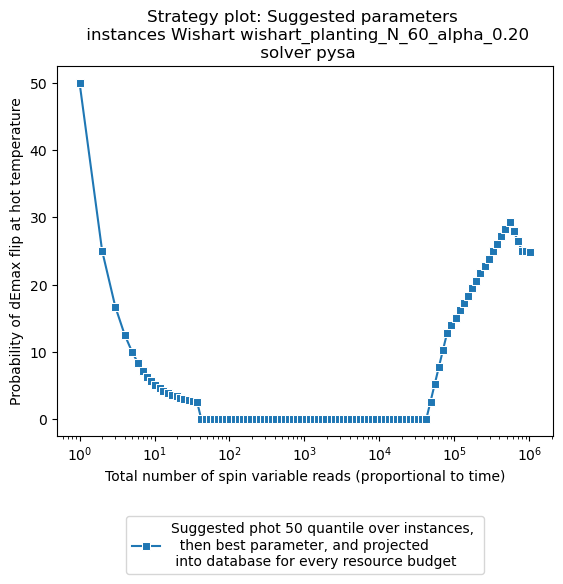 Strategy plot: Suggested parameters
instances Wishart wishart_planting_N_60_alpha_0.20
solver pysa
Probability of dEmax flip at hot temperature
50
40
30
20
10
0
10^0
10^1
10^2
10^3
10^4
10^5
10^6
Total number of spin variable reads (proportional to time)
Suggested phot 50 quantile over instances,
then best parameter, and projected
into database for every resource budget